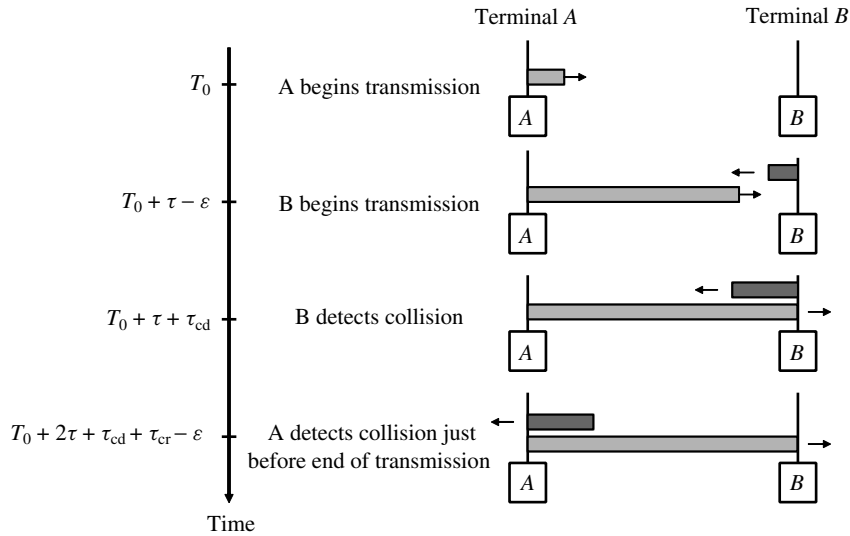 Terminal A Terminal B
T₀ A begins transmission
A B
T₀ + τ − ε B begins transmission
A B
T₀ + τ + τcd B detects collision
A B
T₀ + 2τ + τcd + τcr − ε A detects collision just
before end of transmission
A B
Time